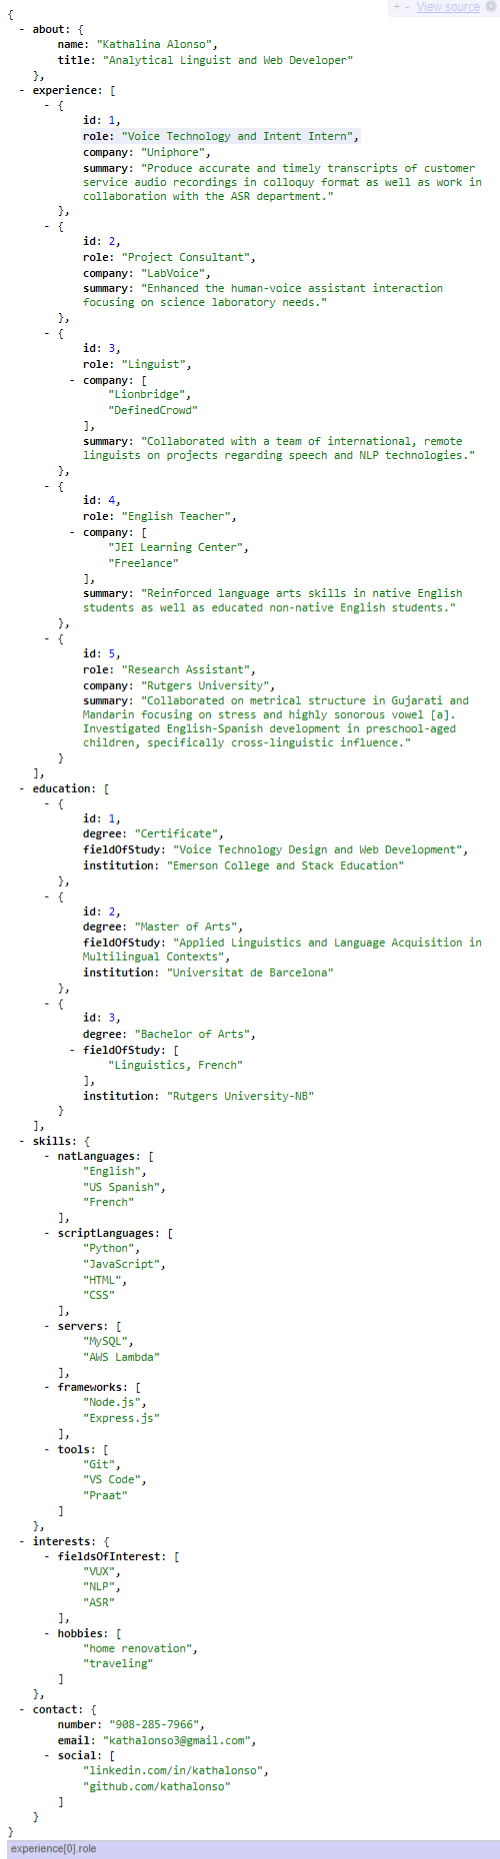 + - View source
{
- about: {
name: "Kathalina Alonso",
title: "Analytical Linguist and Web Developer"
},
- experience: [
- {
id: 1,
role: "Voice Technology and Intent Intern",
company: "Uniphore",
summary: "Produce accurate and timely transcripts of customer
service audio recordings in colloquy format as well as work in
collaboration with the ASR department."
},
- {
id: 2,
role: "Project Consultant",
company: "LabVoice",
summary: "Enhanced the human-voice assistant interaction
focusing on science laboratory needs."
},
- {
id: 3,
role: "Linguist",
- company: [
"Lionbridge",
"DefinedCrowd"
],
summary: "Collaborated with a team of international, remote
linguists on projects regarding speech and NLP technologies."
},
- {
id: 4,
role: "English Teacher",
- company: [
"JEI Learning Center",
"Freelance"
],
summary: "Reinforced language arts skills in native English
students as well as educated non-native English students."
},
- {
id: 5,
role: "Research Assistant",
company: "Rutgers University",
summary: "Collaborated on metrical structure in Gujarati and
Mandarin focusing on stress and highly sonorous vowel [a].
Investigated English-Spanish development in preschool-aged
children, specifically cross-linguistic influence."
}
],
- education: [
- {
id: 1,
degree: "Certificate",
fieldOfStudy: "Voice Technology Design and Web Development",
institution: "Emerson College and Stack Education"
},
- {
id: 2,
degree: "Master of Arts",
fieldOfStudy: "Applied Linguistics and Language Acquisition in
Multilingual Contexts",
institution: "Universitat de Barcelona"
},
- {
id: 3,
degree: "Bachelor of Arts",
- fieldOfStudy: [
"Linguistics, French"
],
institution: "Rutgers University-NB"
}
],
- skills: {
- natLanguages: [
"English",
"US Spanish",
"French"
],
- scriptLanguages: [
"Python",
"JavaScript",
"HTML",
"CSS"
],
- servers: [
"MySQL",
"AWS Lambda"
],
- frameworks: [
"Node.js",
"Express.js"
],
- tools: [
"Git",
"VS Code",
"Praat"
]
},
- interests: {
- fieldsOfInterest: [
"VUX",
"NLP",
"ASR"
],
- hobbies: [
"home renovation",
"traveling"
]
},
- contact: {
number: "908-285-7966",
email: "kathalonso3@gmail.com",
- social: [
"linkedin.com/in/kathalonso",
"github.com/kathalonso"
]
}
}
experience[0].role